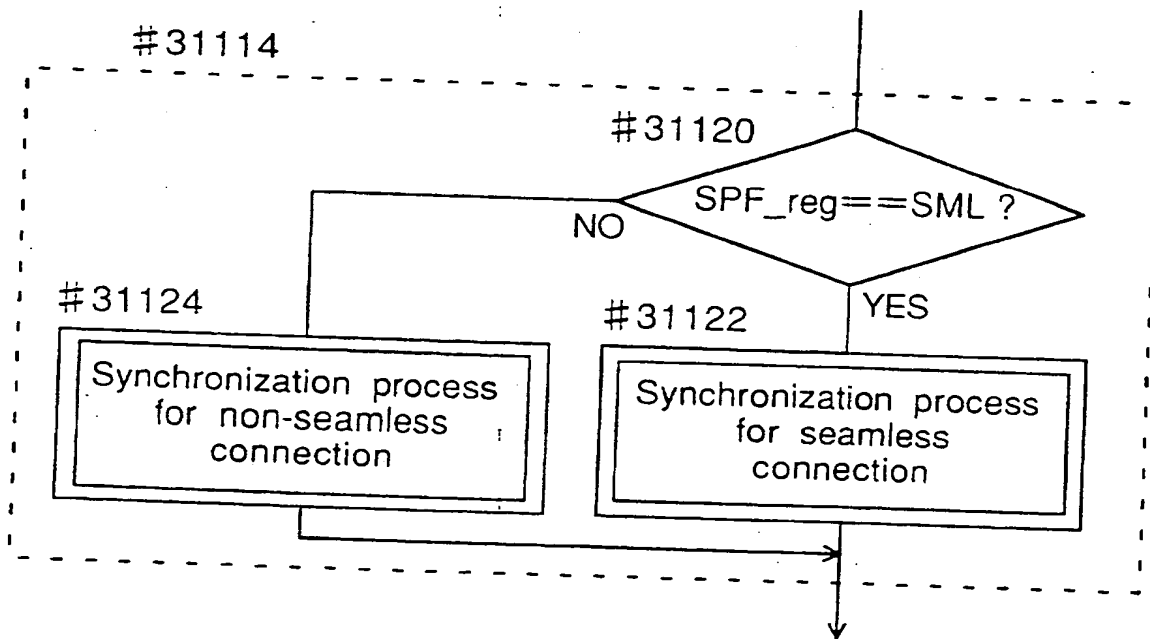 #31114
#31120
SPF_reg==SML ?
NO
YES
#31124
Synchronization process
for non-seamless
connection
#31122
Synchronization process
for seamless
connection